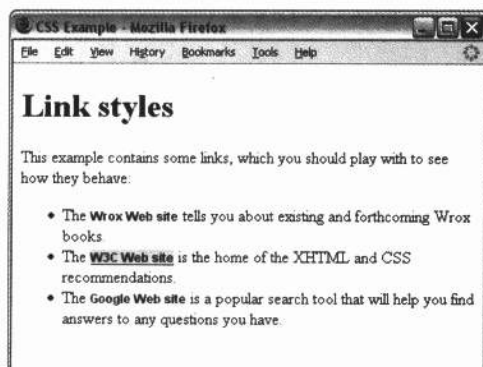 CSS Example - Mozilla Firefox
File Edit View History Bookmarks Tools Help
Link styles
This example contains some links, which you should play with to see
how they behave:
The Wrox Web site tells you about existing and forthcoming Wrox
books
The W3C Web site is the home of the XHTML and CSS
recommendations.
The Google Web site is a popular search tool that will help you find
answers to any questions you have.